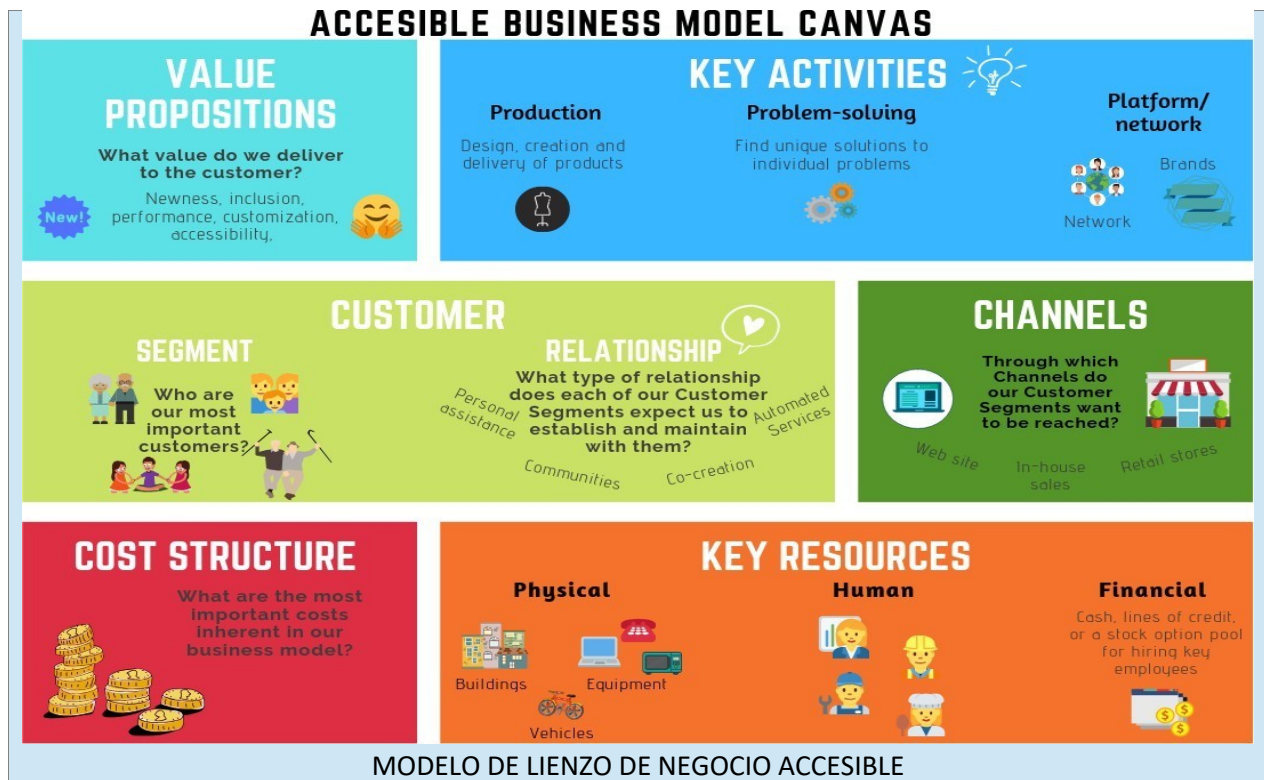 ACCESIBLE BUSINESS MODEL CANVAS
VALUE
PROPOSITIONS
What value do we deliver
to the customer?
New!
Newness, inclusion,
performance, customization,
accessibility,
KEY ACTIVITIES
Production
Design, creation and
delivery of products
Problem-solving
Find unique solutions to
individual problems
Platform/
network
Network
Brands
CUSTOMER
SEGMENT
Who are
our most
important
customers?
RELATIONSHIP
What type of relationship
does each of our Customer
Segments expect us to
establish and maintain
with them?
Personal
assistance
Communities
Co-creation
Automated
Services
CHANNELS
Through which
Channels do
our Customer
Segments want
to be reached?
Web site
In-house
sales
Retail stores
COST STRUCTURE
What are the most
important costs
inherent in our
business model?
KEY RESOURCES
Physical
Buildings
Equipment
Vehicles
Human
Financial
Cash, lines of credit,
or a stock option pool
for hiring key
employees
MODELO DE LIENZO DE NEGOCIO ACCESIBLE